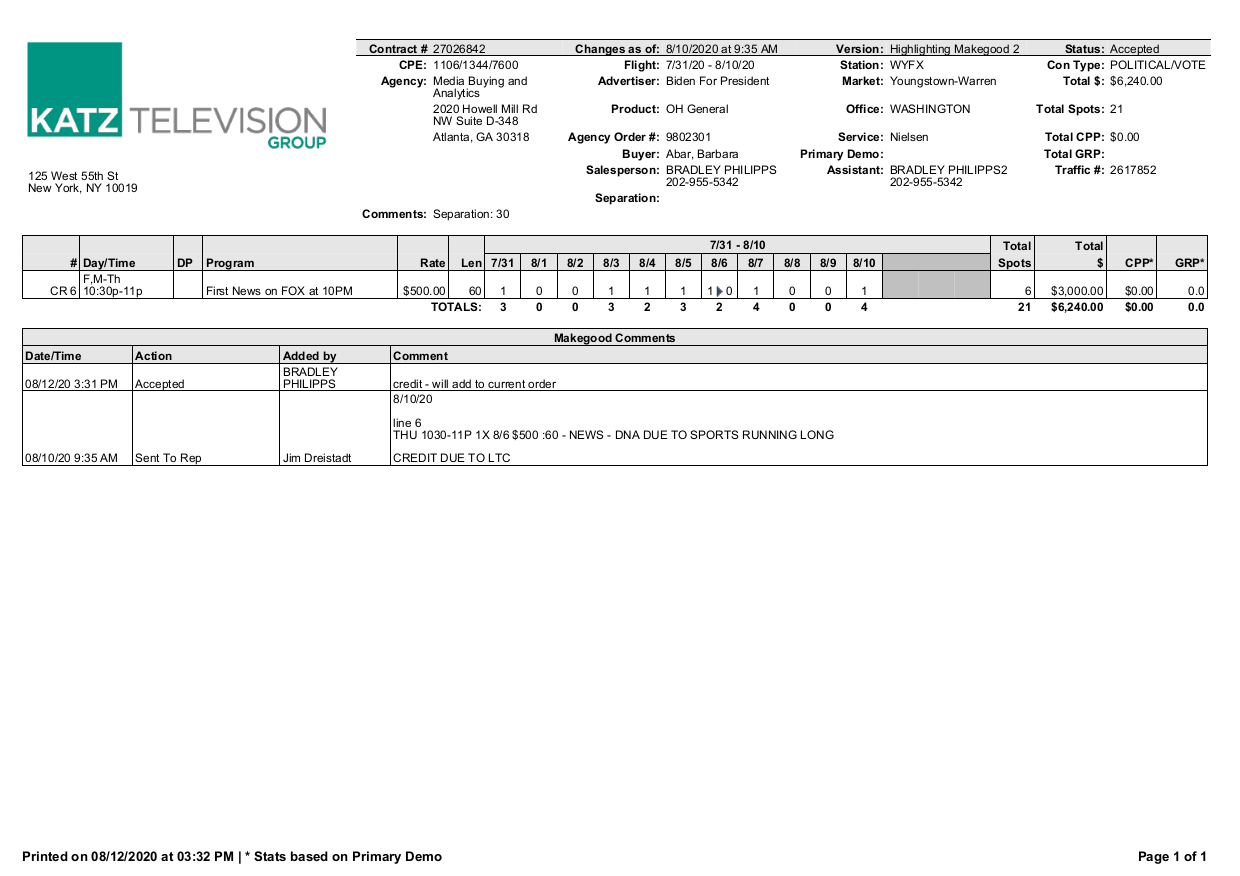 KATZ TELEVISION
GROUP
125 West 55th St
New York, NY 10019
Contract # 27026842 Changes as of: 8/10/2020 at 9:35 AM Version: Highlighting Makegood 2 Status: Accepted
CPE: 1106/1344/7600 Flight: 7/31/20 - 8/10/20 Station: WYFX Con Type: POLITICAL/VOTE
Agency: Media Buying and Advertiser: Biden For President Market: Youngstown-Warren Total $: $6,240.00
Analytics
2020 Howell Mill Rd Product: OH General Office: WASHINGTON Total Spots: 21
NW Suite D-348
Atlanta, GA 30318 Agency Order #: 9802301 Service: Nielsen Total CPP: $0.00
Buyer: Abar, Barbara Primary Demo: Total GRP:
Salesperson: BRADLEY PHILIPPS Assistant: BRADLEY PHILIPPS2 Traffic #: 2617852
202-955-5342 202-955-5342
Separation:
Comments: Separation: 30
7/31 - 8/10 Total Total
# Day/Time DP Program Rate Len 7/31 8/1 8/2 8/3 8/4 8/5 8/6 8/7 8/8 8/9 8/10 Spots $ CPP* GRP*
F,M-Th
CR 6 10:30p-11p First News on FOX at 10PM $500.00 60 1 0 0 1 1 1 1 0 1 0 0 1 6 $3,000.00 $0.00 0.0
TOTALS: 3 0 0 3 2 3 2 4 0 0 4 21 $6,240.00 $0.00 0.0
Makegood Comments
Date/Time Action Added by Comment
BRADLEY
08/12/20 3:31 PM Accepted PHILIPPS credit - will add to current order
8/10/20
line 6
THU 1030-11P 1X 8/6 $500 :60 - NEWS - DNA DUE TO SPORTS RUNNING LONG
08/10/20 9:35 AM Sent To Rep Jim Dreistadt CREDIT DUE TO LTC
Printed on 08/12/2020 at 03:32 PM | * Stats based on Primary Demo Page 1 of 1